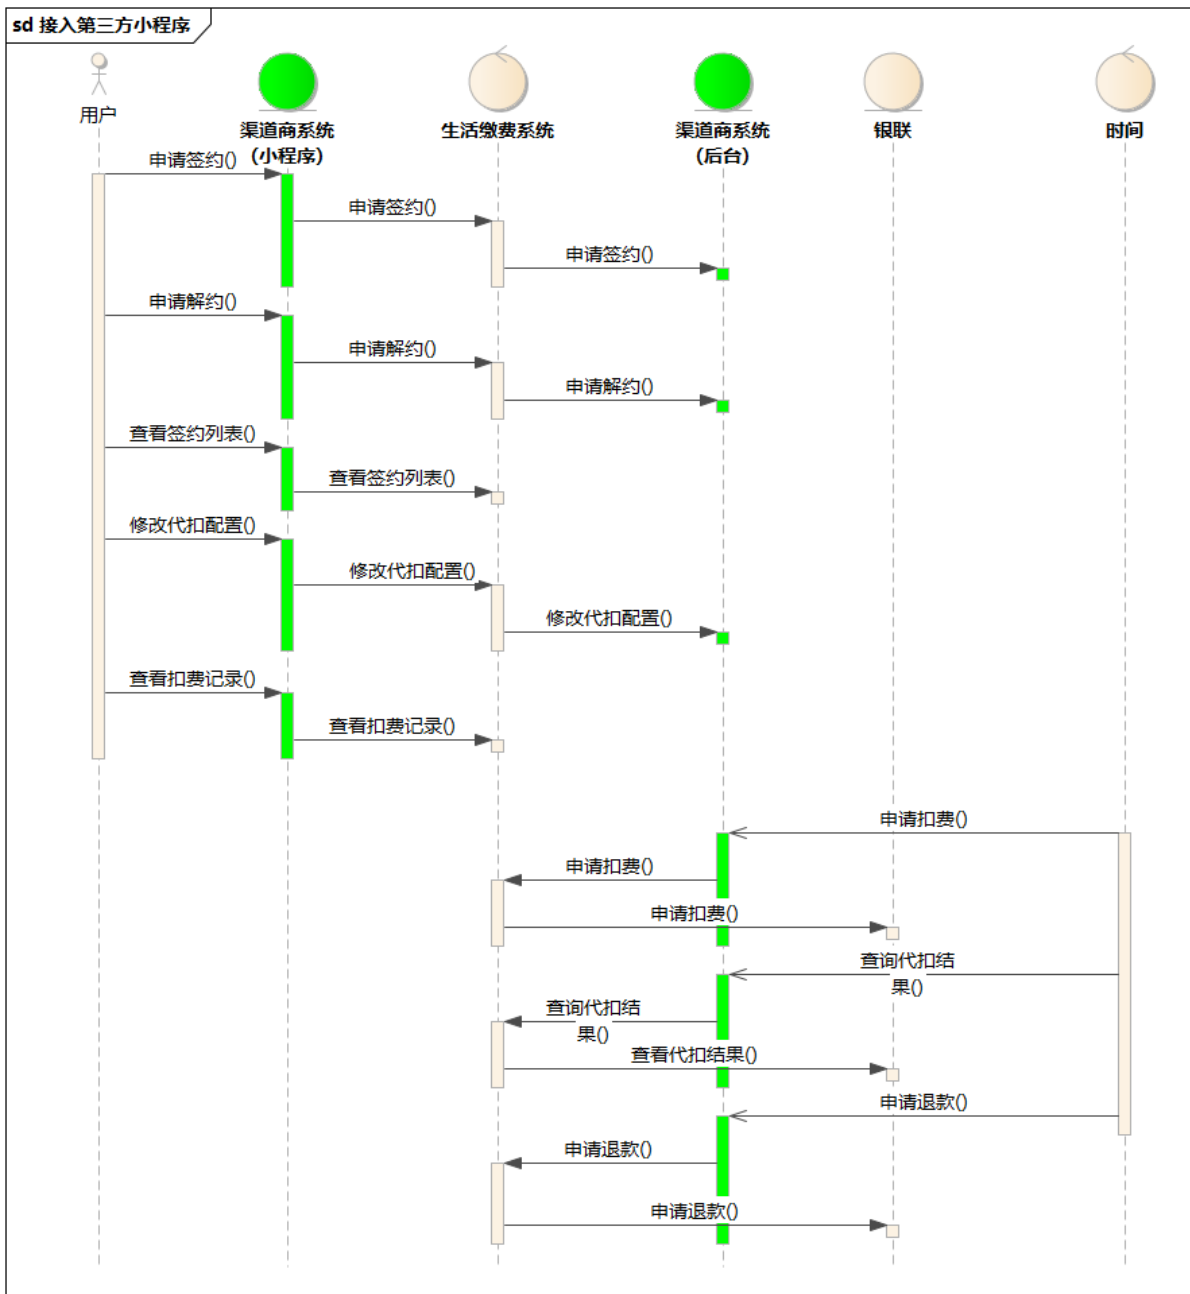 sd 接入第三方小程序
用户
渠道商系统
(小程序)
生活缴费系统
渠道商系统
(后台)
银联
时间
申请签约()
申请签约()
申请签约()
申请解约()
申请解约()
申请解约()
查看签约列表()
查看签约列表()
修改代扣配置()
修改代扣配置()
修改代扣配置()
查看扣费记录()
查看扣费记录()
申请扣费()
申请扣费()
申请扣费()
查询代扣结
果()
查询代扣结
果()
查看代扣结果()
申请退款()
申请退款()
申请退款()